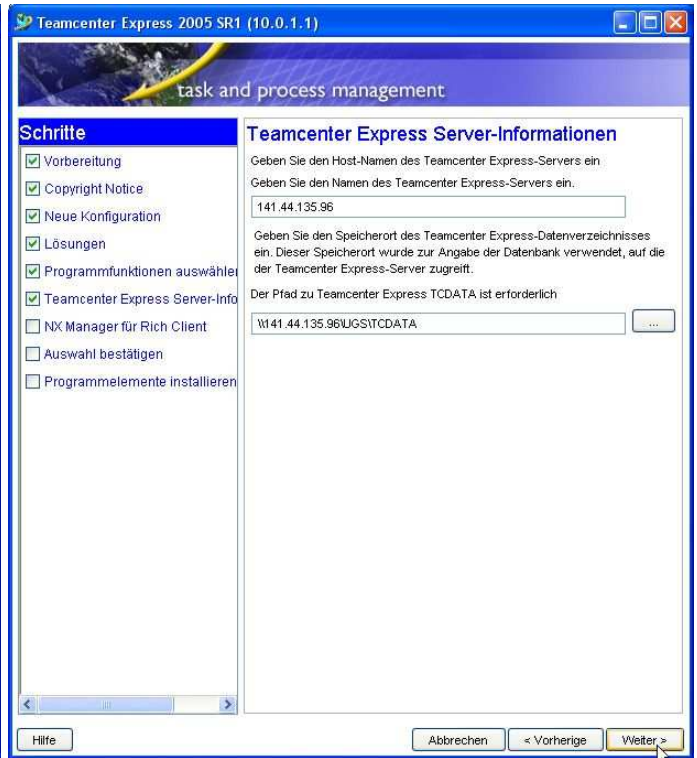 Teamcenter Express 2005 SR1 (10.0.1.1)
task and process management
Schritte
Vorbereitung
Copyright Notice
Neue Konfiguration
Lösungen
Programmfunktionen auswähle
Teamcenter Express Server-Info
NX Manager für Rich Client
Auswahl bestätigen
Programmelemente installieren
Teamcenter Express Server-Informationen
Geben Sie den Host-Namen des Teamcenter Express-Servers ein
Geben Sie den Namen des Teamcenter Express-Servers ein.
141.44.135.96
Geben Sie den Speicherort des Teamcenter Express-Datenverzeichnisses
ein. Dieser Speicherort wurde zur Angabe der Datenbank verwendet, auf die
der Teamcenter Express-Server zugreift.
Der Pfad zu Teamcenter Express TCDATA ist erforderlich
\\141.44.135.96\UGS\TCDATA
...
Hilfe
Abbrechen
< Vorherige
Weiter >